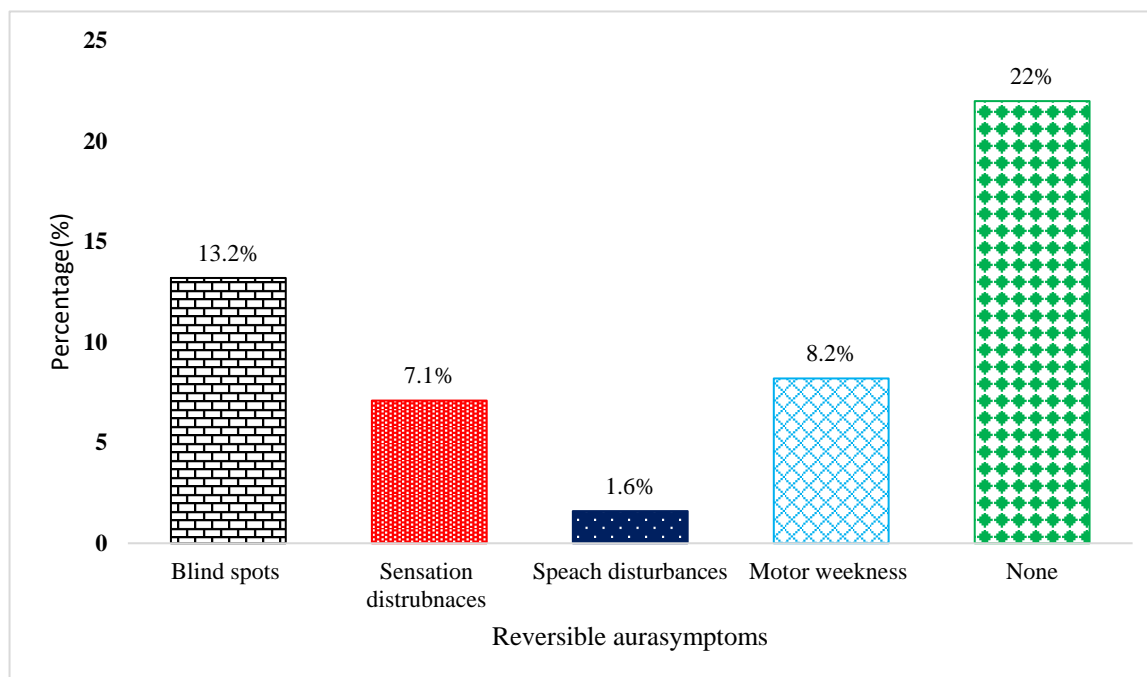 25
20
15
10
5
0
Percentage(%)
13.2%
7.1%
1.6%
8.2%
22%
Blind spots
Sensation
distrubnaces
Speach disturbances
Motor weekness
None
Reversible aurasymptoms